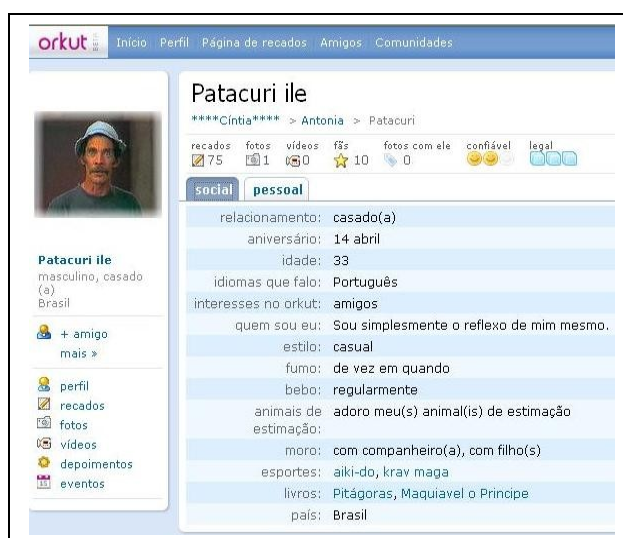 orkut BETA
Início Perfil Página de recados Amigos Comunidades
Patacuri ile
****Cíntia**** > Antonia > Patacuri
recados fotos vídeos fãs fotos com ele confiável legal
75 1 0 10 0
social pessoal
relacionamento: casado(a)
aniversário: 14 abril
idade: 33
idiomas que falo: Português
interesses no orkut: amigos
quem sou eu: Sou simplesmente o reflexo de mim mesmo.
estilo: casual
fumo: de vez em quando
bebo: regularmente
animais de estimação: adoro meu(s) animal(is) de estimação
moro: com companheiro(a), com filho(s)
esportes: aiki-do, krav maga
livros: Pitágoras, Maquiavel o Principe
país: Brasil
Patacuri ile
masculino, casado
(a)
Brasil
+ amigo
mais »
perfil
recados
fotos
vídeos
depoimentos
eventos